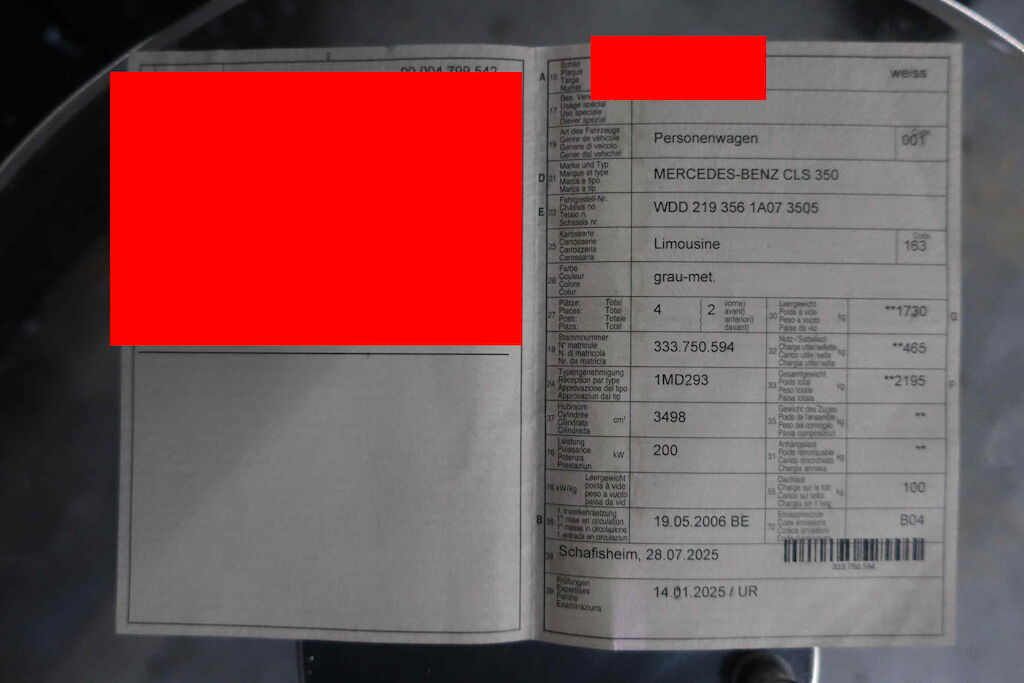 2
A 15 Schild
Plaque
Targa
Numer
weiss
17
Usage spécial
Uso speciale
Diever spezial
19 Art des Fahrzeugs
Genre de véhicule
Genere di veicolo
Gener dal vehichel
Personenwagen
001
D 21 Marke und Typ
Marque et type
Marca e tipo
Marca e tip
MERCEDES-BENZ CLS 350
E 23 Fahrgestell-Nr.
Châssis no
Telaio n.
Schassis nr.
WDD 219 356 1A07 3505
25 Karosserie
Carrosserie
Carrozzeria
Carossaria
Limousine
Code
163
26 Farbe
Couleur
Colore
Colur
grau-met.
27 Plätze: Total
Places: Total
Posti: Totale
Plazs: Total
4
2
vorne)
avant)
anteriori)
davant)
30 Leergewicht
Poids à vide
Peso a vuoto
Paisa da vid
kg
**1730
G
18 Stammnummer
N° matricule
N. di matricola
Nr. da matricla
333.750.594
32 Nutz-/Sattellast
Charge utile/sellette
Carico utile/sella
Chargia utila/sella
kg
**465
24 Typengenehmigung
Réception par type
Approvazione del tipo
Approvaziun dal tip
1MD293
33 Gesamtgewicht
Poids total
Peso totale
Paisa totala
kg
**2195
F
37 Hubraum
Cylindrée
Cilindrata
Cilindrada
cm³
3498
35 Gewicht des Zuges
Poids de l'ensemble
Peso del convoglio
Paisa cumposiziun
kg
**
76 Leistung
Puissance
Potenza
Prestaziun
kW
200
31 Anhängelast
Poids remorquable
Carico rimorchiato
Chargia annexa
kg
**
78 kW/kg
Leergewicht
poids à vide
peso a vuoto
paisa da vid
55 Dachlast
Charge sur le toit
Carico sul tetto
Chargia sin il tetg
kg
100
B 36 1. Inverkehrsetzung
1re mise en circulation
1a messa in circolazione
1. entrada en circulaziun
19.05.2006 BE
72 Emissionscode
Code émissions
Codice emissioni
B04
38 Schafisheim, 28.07.2025
333.750.594
39 Prüfungen
Expertises
Perizie
Examinaziuns
14.01.2025 / UR